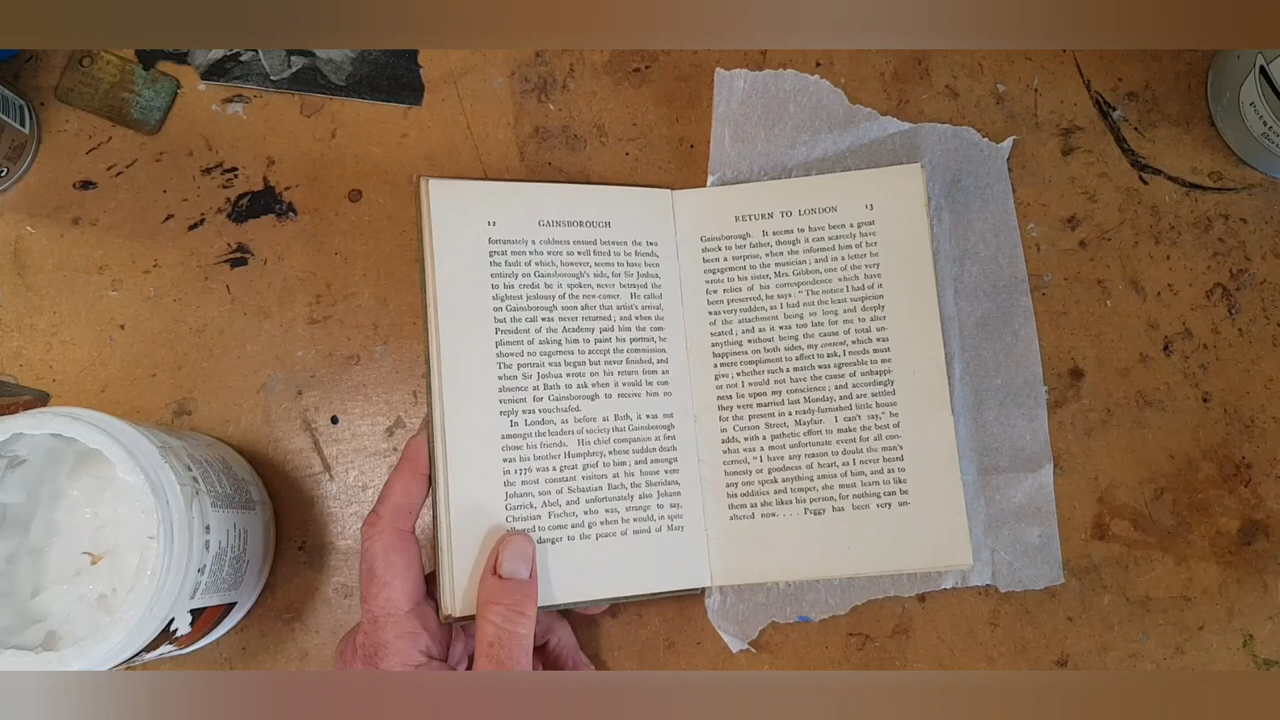 12 GAINSBOROUGH
fortunately a coldness ensued between the two
great men who were so well fitted to be friends,
the fault of which, however, seems to have been
entirely on Gainsborough's side, for Sir Joshua,
to his credit be it spoken, never betrayed the
slightest jealousy of the new-comer. He called
on Gainsborough soon after that artist's arrival,
but the call was never returned; and when the
President of the Academy paid him the com-
pliment of asking him to paint his portrait, he
showed no eagerness to accept the commission.
The portrait was begun but never finished, and
when Sir Joshua wrote on his return from an
absence at Bath to ask when it would be con-
venient for Gainsborough to receive him no
reply was vouchsafed.
In London, as before at Bath, it was not
amongst the leaders of society that Gainsborough
chose his friends. His chief companion at first
was his brother Humphrey, whose sudden death
in 1776 was a great grief to him; and amongst
the most constant visitors at his house were
Johann, son of Sebastian Bach, the Sheridans,
Garrick, Abel, and unfortunately also Johann
Christian Fischer, who was, strange to say,
allowed to come and go when he would, in spite
danger to the peace of mind of Mary
RETURN TO LONDON 13
Gainsborough. It seems to have been a great
shock to her father, though it can scarcely have
been a surprise, when she informed him of her
engagement to the musician; and in a letter he
wrote to his sister, Mrs. Gibbon, one of the very
few relics of his correspondence which have
been preserved, he says: "The notice I had of it
was very sudden, as I had not the least suspicion
of the attachment being so long and deeply
seated; and as it was too late for me to alter
anything without being the cause of total un-
happiness on both sides, my consent, which was
a mere compliment to affect to ask, I needs must
give; whether such a match was agreeable to me
or not I would not have the cause of unhappi-
ness lie upon my conscience; and accordingly
they were married last Monday, and are settled
for the present in a ready-furnished little house
in Curzon Street, Mayfair. I can't say," he
adds, with a pathetic effort to make the best of
what was a most unfortunate event for all con-
cerned, "I have any reason to doubt the man's
honesty or goodness of heart, as I never heard
any one speak anything amiss of him, and as to
his oddities and temper, she must learn to like
them as she likes his person, for nothing can be
altered now. . . . Peggy has been very un-